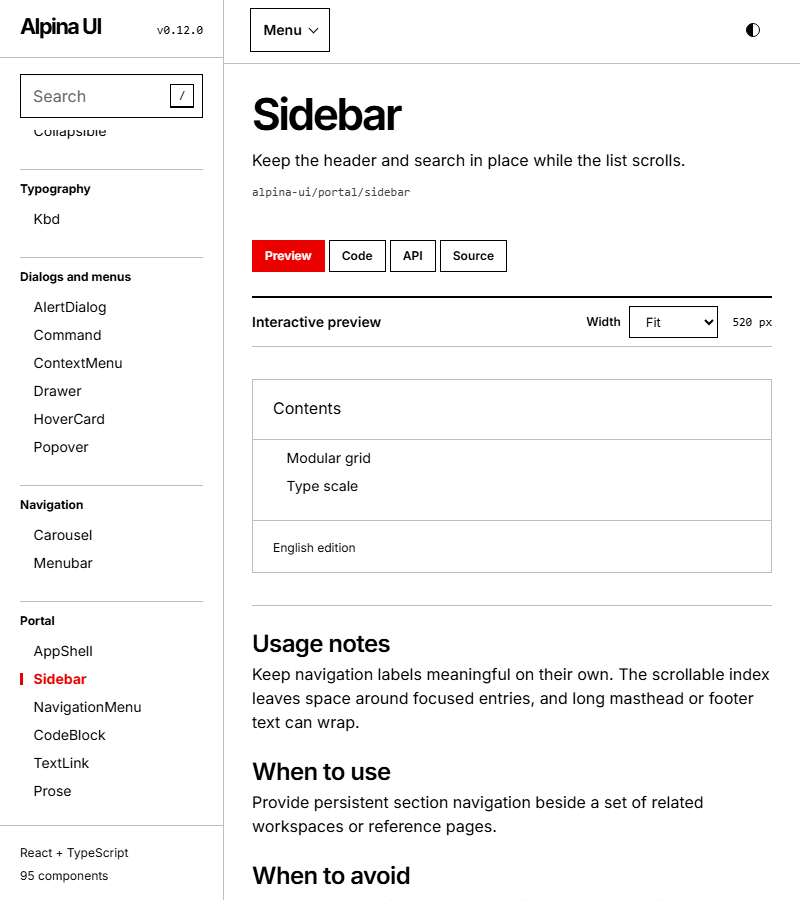 Alpina UI
v0.12.0
Search
/
Collapsible
Typography
Kbd
Dialogs and menus
AlertDialog
Command
ContextMenu
Drawer
HoverCard
Popover
Navigation
Carousel
Menubar
Portal
AppShell
Sidebar
NavigationMenu
CodeBlock
TextLink
Prose
React + TypeScript
95 components
Menu
Sidebar
Keep the header and search in place while the list scrolls.
alpina-ui/portal/sidebar
Preview
Code
API
Source
Interactive preview
Width
Fit
520 px
Contents
Modular grid
Type scale
English edition
Usage notes
Keep navigation labels meaningful on their own. The scrollable index
leaves space around focused entries, and long masthead or footer
text can wrap.
When to use
Provide persistent section navigation beside a set of related
workspaces or reference pages.
When to avoid